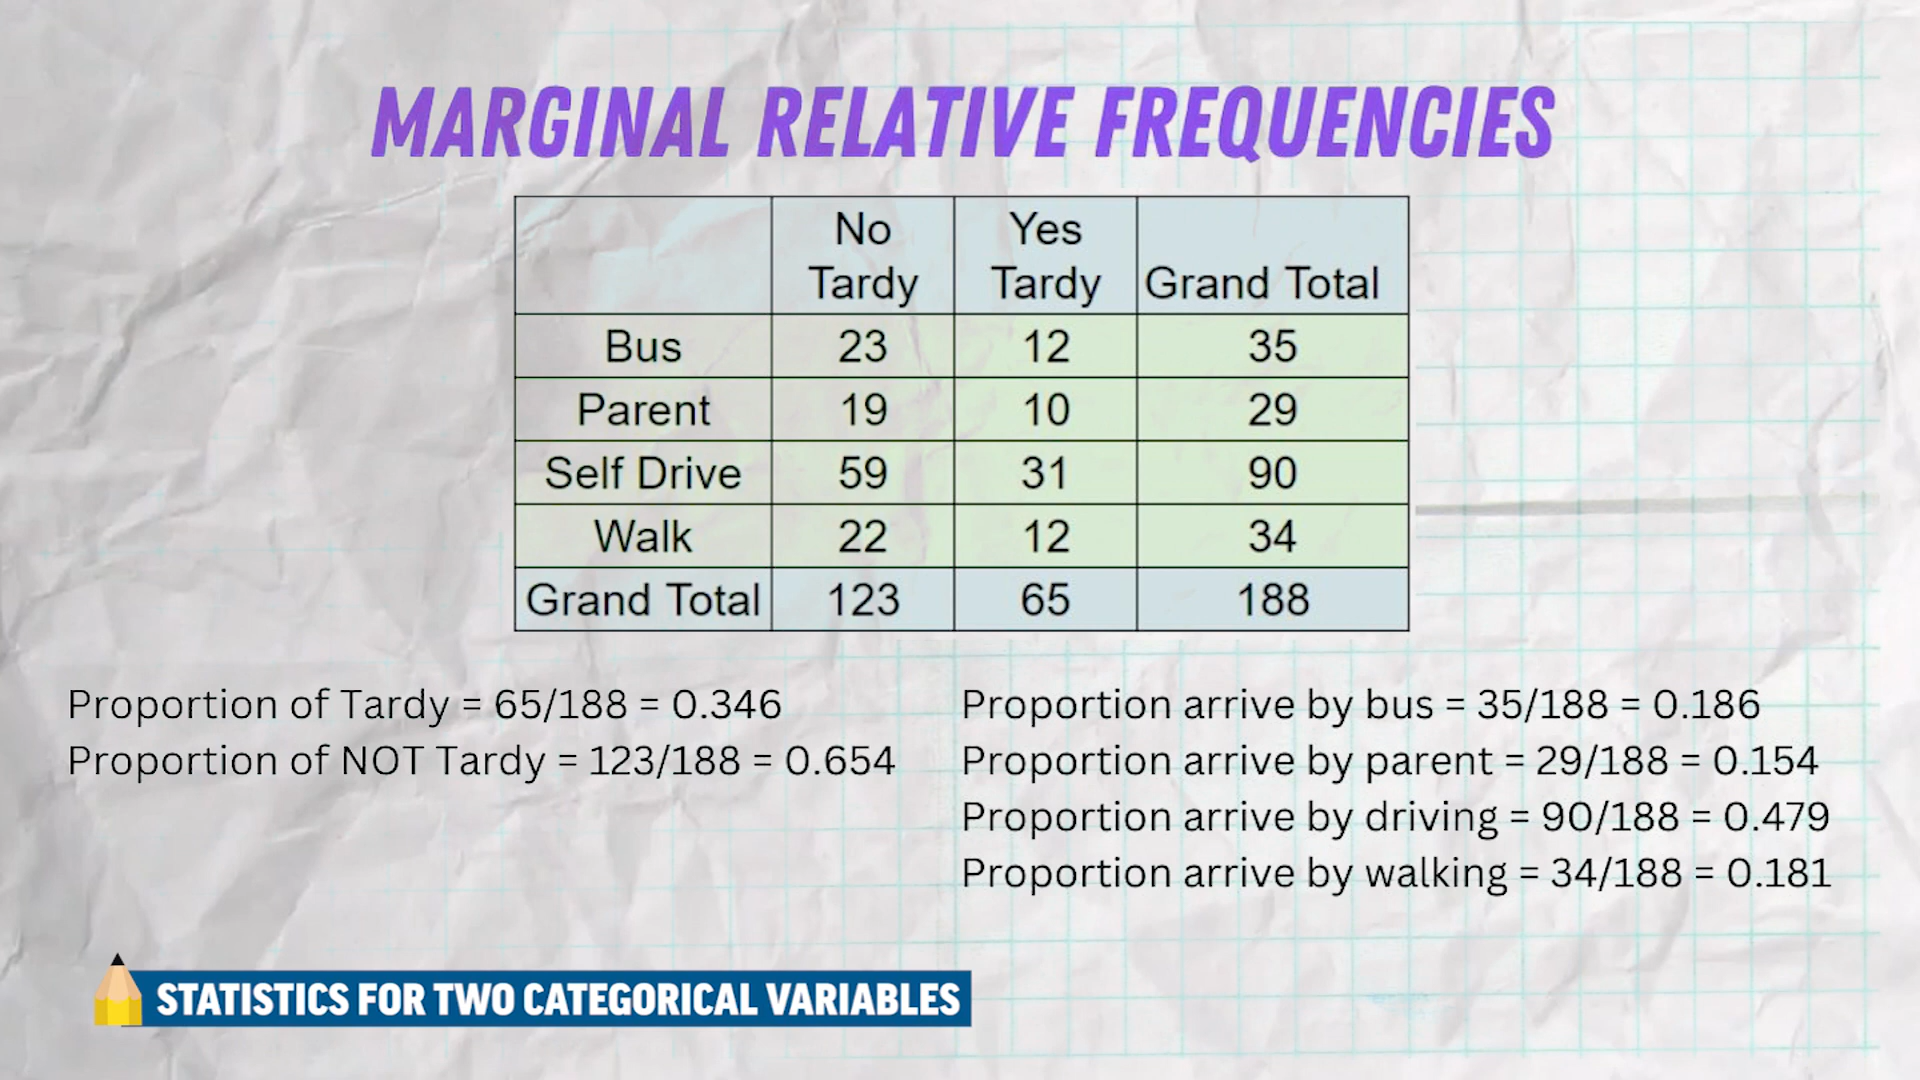 MARGINAL RELATIVE FREQUENCIES
No Tardy Yes Tardy Grand Total
Bus 23 12 35
Parent 19 10 29
Self Drive 59 31 90
Walk 22 12 34
Grand Total 123 65 188
Proportion of Tardy = 65/188 = 0.346
Proportion of NOT Tardy = 123/188 = 0.654
Proportion arrive by bus = 35/188 = 0.186
Proportion arrive by parent = 29/188 = 0.154
Proportion arrive by driving = 90/188 = 0.479
Proportion arrive by walking = 34/188 = 0.181
STATISTICS FOR TWO CATEGORICAL VARIABLES